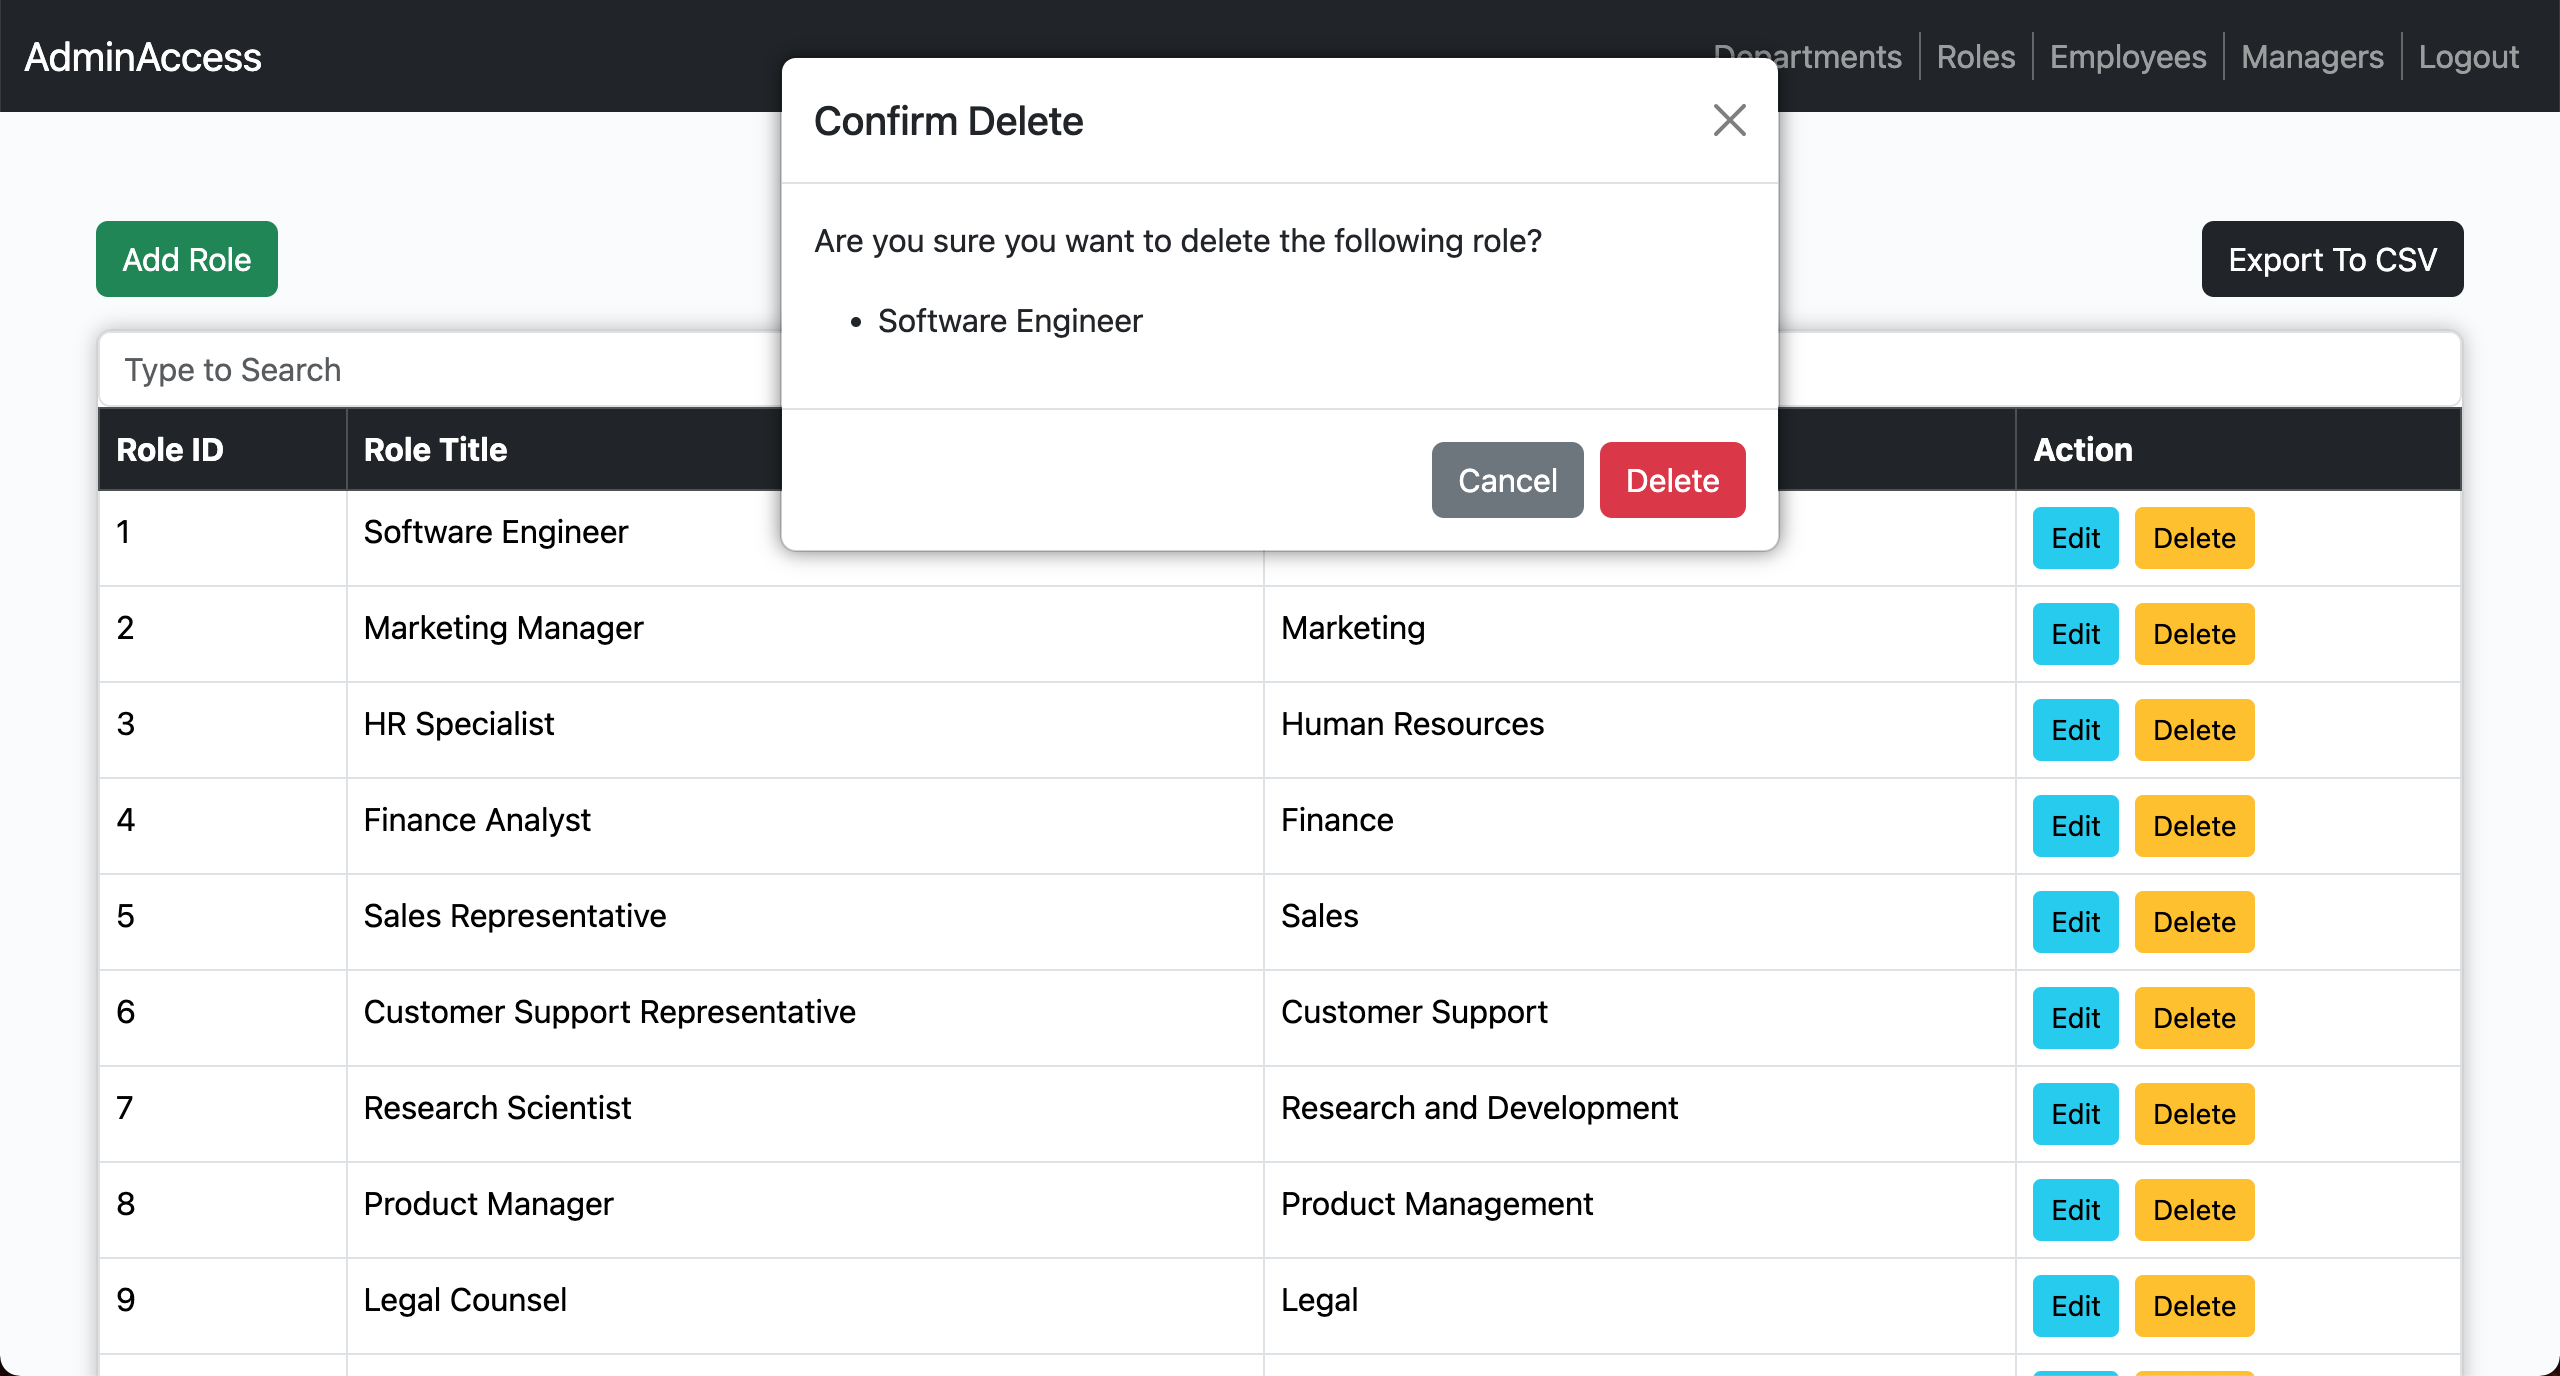 AdminAccess
Departments Roles Employees Managers Logout
Confirm Delete
Are you sure you want to delete the following role?
• Software Engineer
Cancel Delete
Add Role
Export To CSV
Type to Search
Role ID Role Title Action
1 Software Engineer Edit Delete
2 Marketing Manager Marketing Edit Delete
3 HR Specialist Human Resources Edit Delete
4 Finance Analyst Finance Edit Delete
5 Sales Representative Sales Edit Delete
6 Customer Support Representative Customer Support Edit Delete
7 Research Scientist Research and Development Edit Delete
8 Product Manager Product Management Edit Delete
9 Legal Counsel Legal Edit Delete